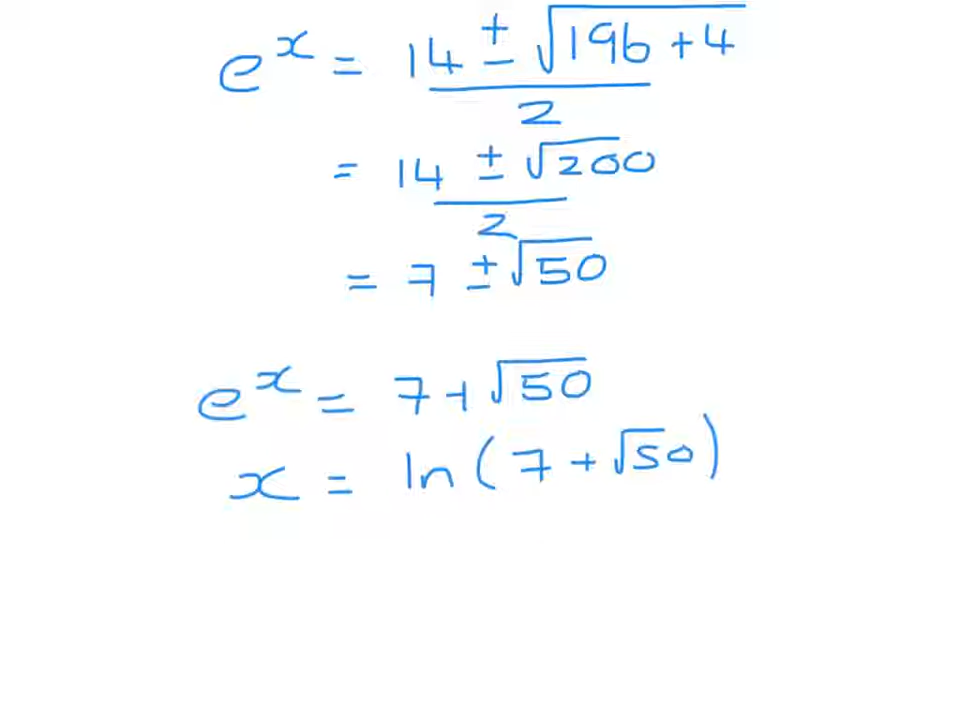 e^x = 14 ± √196 + 4
2
= 14 ± √200
2
= 7 ± √50
e^x = 7 + √50
x = ln ( 7 + √50 )